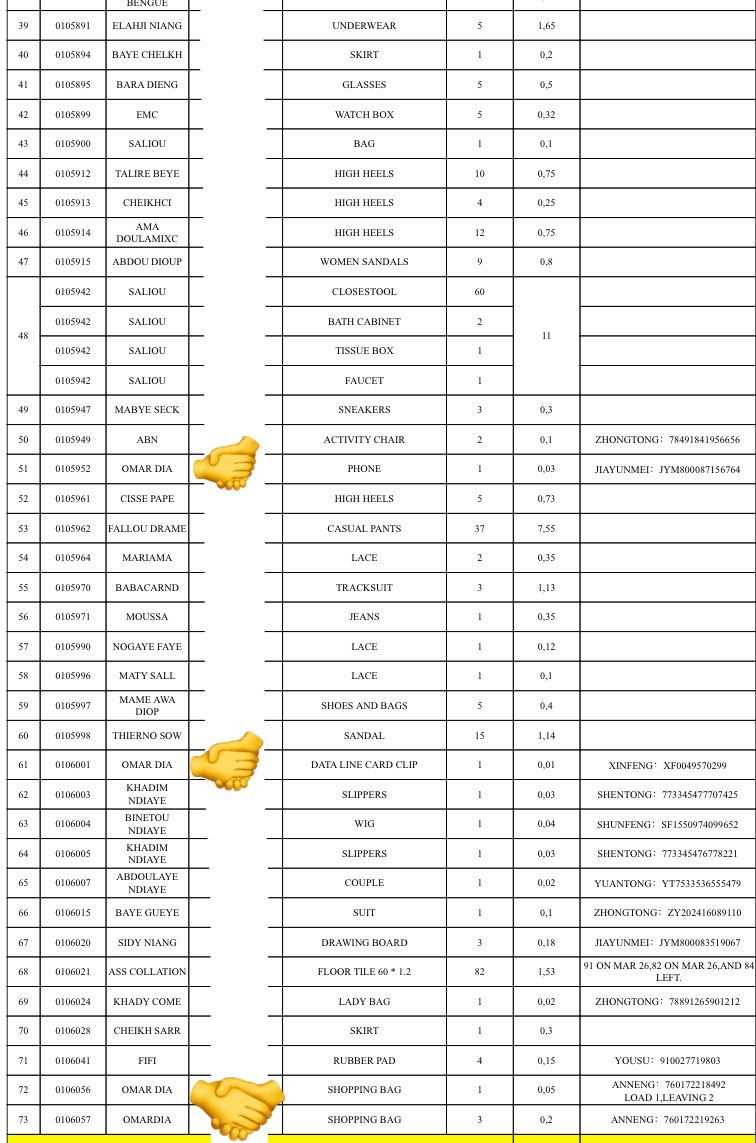 BENGUE
39 0105891 ELAHJI NIANG UNDERWEAR 5 1,65
40 0105894 BAYE CHELKH SKIRT 1 0,2
41 0105895 BARA DIENG GLASSES 5 0,5
42 0105899 EMC WATCH BOX 5 0,32
43 0105900 SALIOU BAG 1 0,1
44 0105912 TALIRE BEYE HIGH HEELS 10 0,75
45 0105913 CHEIKHCI HIGH HEELS 4 0,25
46 0105914 AMA
DOULAMIXC HIGH HEELS 12 0,75
47 0105915 ABDOU DIOUP WOMEN SANDALS 9 0,8
48 0105942 SALIOU CLOSESTOOL 60 11
0105942 SALIOU BATH CABINET 2
0105942 SALIOU TISSUE BOX 1
0105942 SALIOU FAUCET 1
49 0105947 MABYE SECK SNEAKERS 3 0,3
50 0105949 ABN ACTIVITY CHAIR 2 0,1 ZHONGTONG：78491841956656
51 0105952 OMAR DIA PHONE 1 0,03 JIAYUNMEI：JYM800087156764
52 0105961 CISSE PAPE HIGH HEELS 5 0,73
53 0105962 FALLOU DRAME CASUAL PANTS 37 7,55
54 0105964 MARIAMA LACE 2 0,35
55 0105970 BABACARND TRACKSUIT 3 1,13
56 0105971 MOUSSA JEANS 1 0,35
57 0105990 NOGAYE FAYE LACE 1 0,12
58 0105996 MATY SALL LACE 1 0,1
59 0105997 MAME AWA
DIOP SHOES AND BAGS 5 0,4
60 0105998 THIERNO SOW SANDAL 15 1,14
61 0106001 OMAR DIA DATA LINE CARD CLIP 1 0,01 XINFENG：XF0049570299
62 0106003 KHADIM
NDIAYE SLIPPERS 1 0,03 SHENTONG：773345477707425
63 0106004 BINETOU
NDIAYE WIG 1 0,04 SHUNFENG：SF1550974099652
64 0106005 KHADIM
NDIAYE SLIPPERS 1 0,03 SHENTONG：773345476778221
65 0106007 ABDOULAYE
NDIAYE COUPLE 1 0,02 YUANTONG：YT7533536555479
66 0106015 BAYE GUEYE SUIT 1 0,1 ZHONGTONG：ZY202416089110
67 0106020 SIDY NIANG DRAWING BOARD 3 0,18 JIAYUNMEI：JYM800083519067
68 0106021 ASS COLLATION FLOOR TILE 60 * 1.2 82 1,53 91 ON MAR 26,82 ON MAR 26,AND 84
LEFT.
69 0106024 KHADY COME LADY BAG 1 0,02 ZHONGTONG：78891265901212
70 0106028 CHEIKH SARR SKIRT 1 0,3
71 0106041 FIFI RUBBER PAD 4 0,15 YOUSU：910027719803
72 0106056 OMAR DIA SHOPPING BAG 1 0,05 ANNENG：760172218492
LOAD 1,LEAVING 2
73 0106057 OMARDIA SHOPPING BAG 3 0,2 ANNENG：760172219263